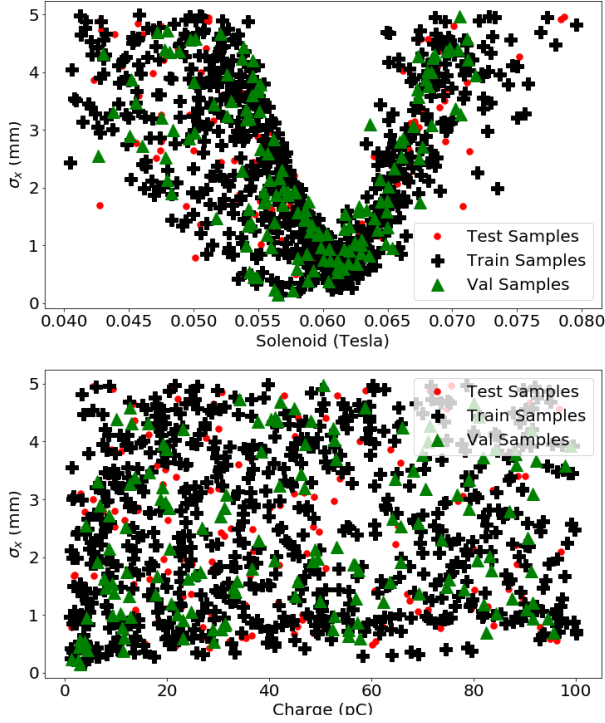 5
4
3
2
1
0
σx (mm)
Test Samples
Train Samples
Val Samples
0.040 0.045 0.050 0.055 0.060 0.065 0.070 0.075 0.080
Solenoid (Tesla)
5
4
3
2
1
0
σx (mm)
Test Samples
Train Samples
Val Samples
0 20 40 60 80 100
Charge (pC)